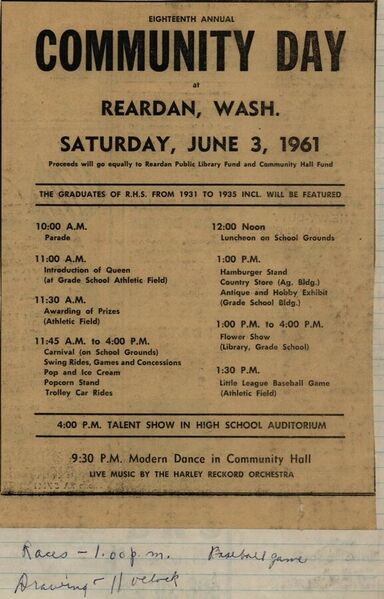 EIGHTEENTH ANNUAL
COMMUNITY DAY
at
REARDAN, WASH.
SATURDAY, JUNE 3, 1961
Proceeds will go equally to Reardan Public Library Fund and Community Hall Fund
THE GRADUATES OF R.H.S. FROM 1931 TO 1935 INCL. WILL BE FEATURED
10:00 A.M.
Parade
11:00 A.M.
Introduction of Queen
(at Grade School Athletic Field)
11:30 A.M.
Awarding of Prizes
(Athletic Field)
11:45 A.M. to 4:00 P.M.
Carnival (on School Grounds)
Swing Rides, Games and Concessions
Pop and Ice Cream
Popcorn Stand
Trolley Car Rides
12:00 Noon
Luncheon on School Grounds
1:00 P.M.
Hamburger Stand
Country Store (Ag. Bldg.)
Antique and Hobby Exhibit
(Grade School Bldg.)
1:00 P.M. to 4:00 P.M.
Flower Show
(Library, Grade School)
1:30 P.M.
Little League Baseball Game
(Athletic Field)
4:00 P.M. TALENT SHOW IN HIGH SCHOOL AUDITORIUM
9:30 P.M. Modern Dance in Community Hall
LIVE MUSIC BY THE HARLEY RECKORD ORCHESTRA
Races - 1.00 p.m. Baseball game
Drawing - 11 oclock